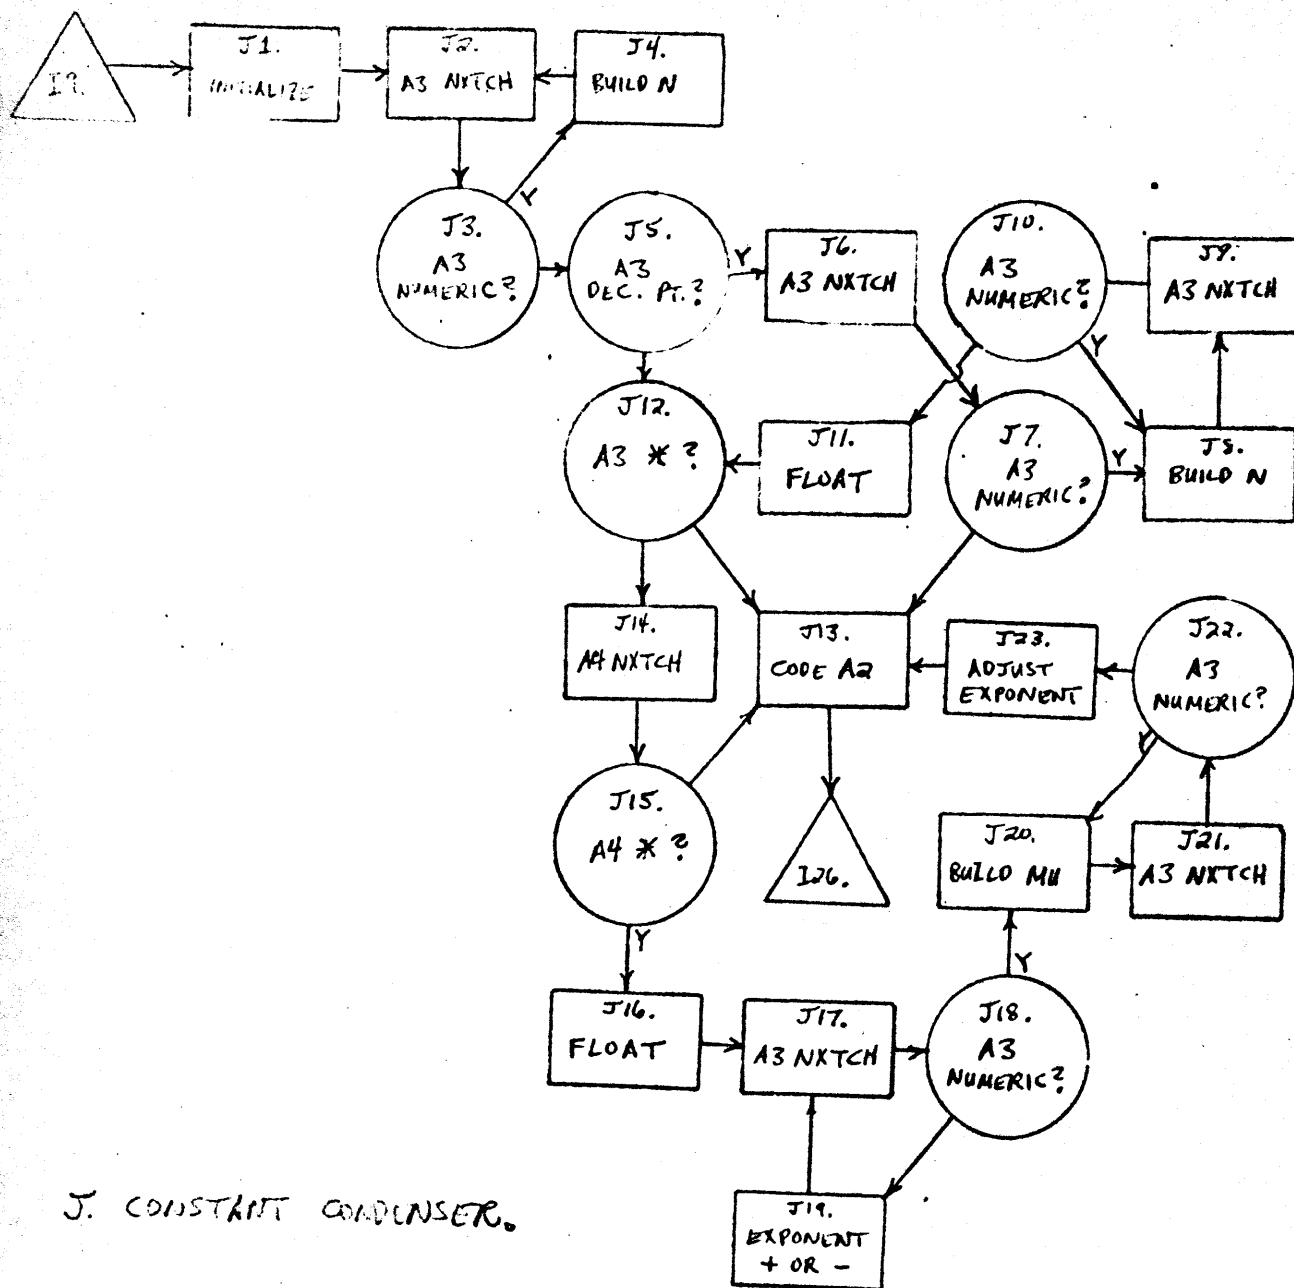 I9.
J1.
INITIALIZE
J2.
A3 NXTCH
J4.
BUILD N
Y
J3.
A3
NUMERIC?
J5.
A3
DEC. PT.?
Y
J6.
A3 NXTCH
J10.
A3
NUMERIC?
J9.
A3 NXTCH
Y
J12.
A3 * ?
J11.
FLOAT
J7.
A3
NUMERIC?
Y
J8.
BUILD N
J14.
A4 NXTCH
J13.
CODE A2
J23.
ADJUST
EXPONENT
J22.
A3
NUMERIC?
Y
J15.
A4 * ?
I26.
J20.
BUILD MU
J21.
A3 NXTCH
Y
Y
J16.
FLOAT
J17.
A3 NXTCH
J18.
A3
NUMERIC?
J19.
EXPONENT
+ OR -
J. CONSTANT CONDENSER.